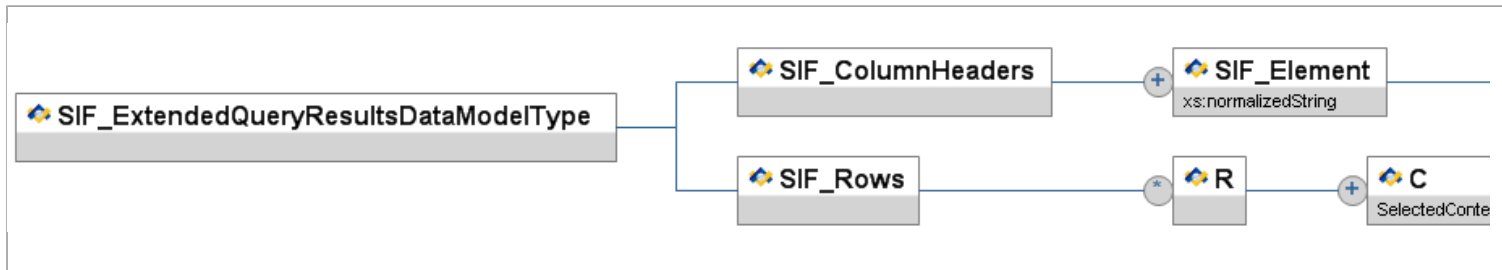 SIF_ColumnHeaders
+
SIF_Element
xs:normalizedString
SIF_ExtendedQueryResultsDataModelType
SIF_Rows
*
R
+
C
SelectedConte